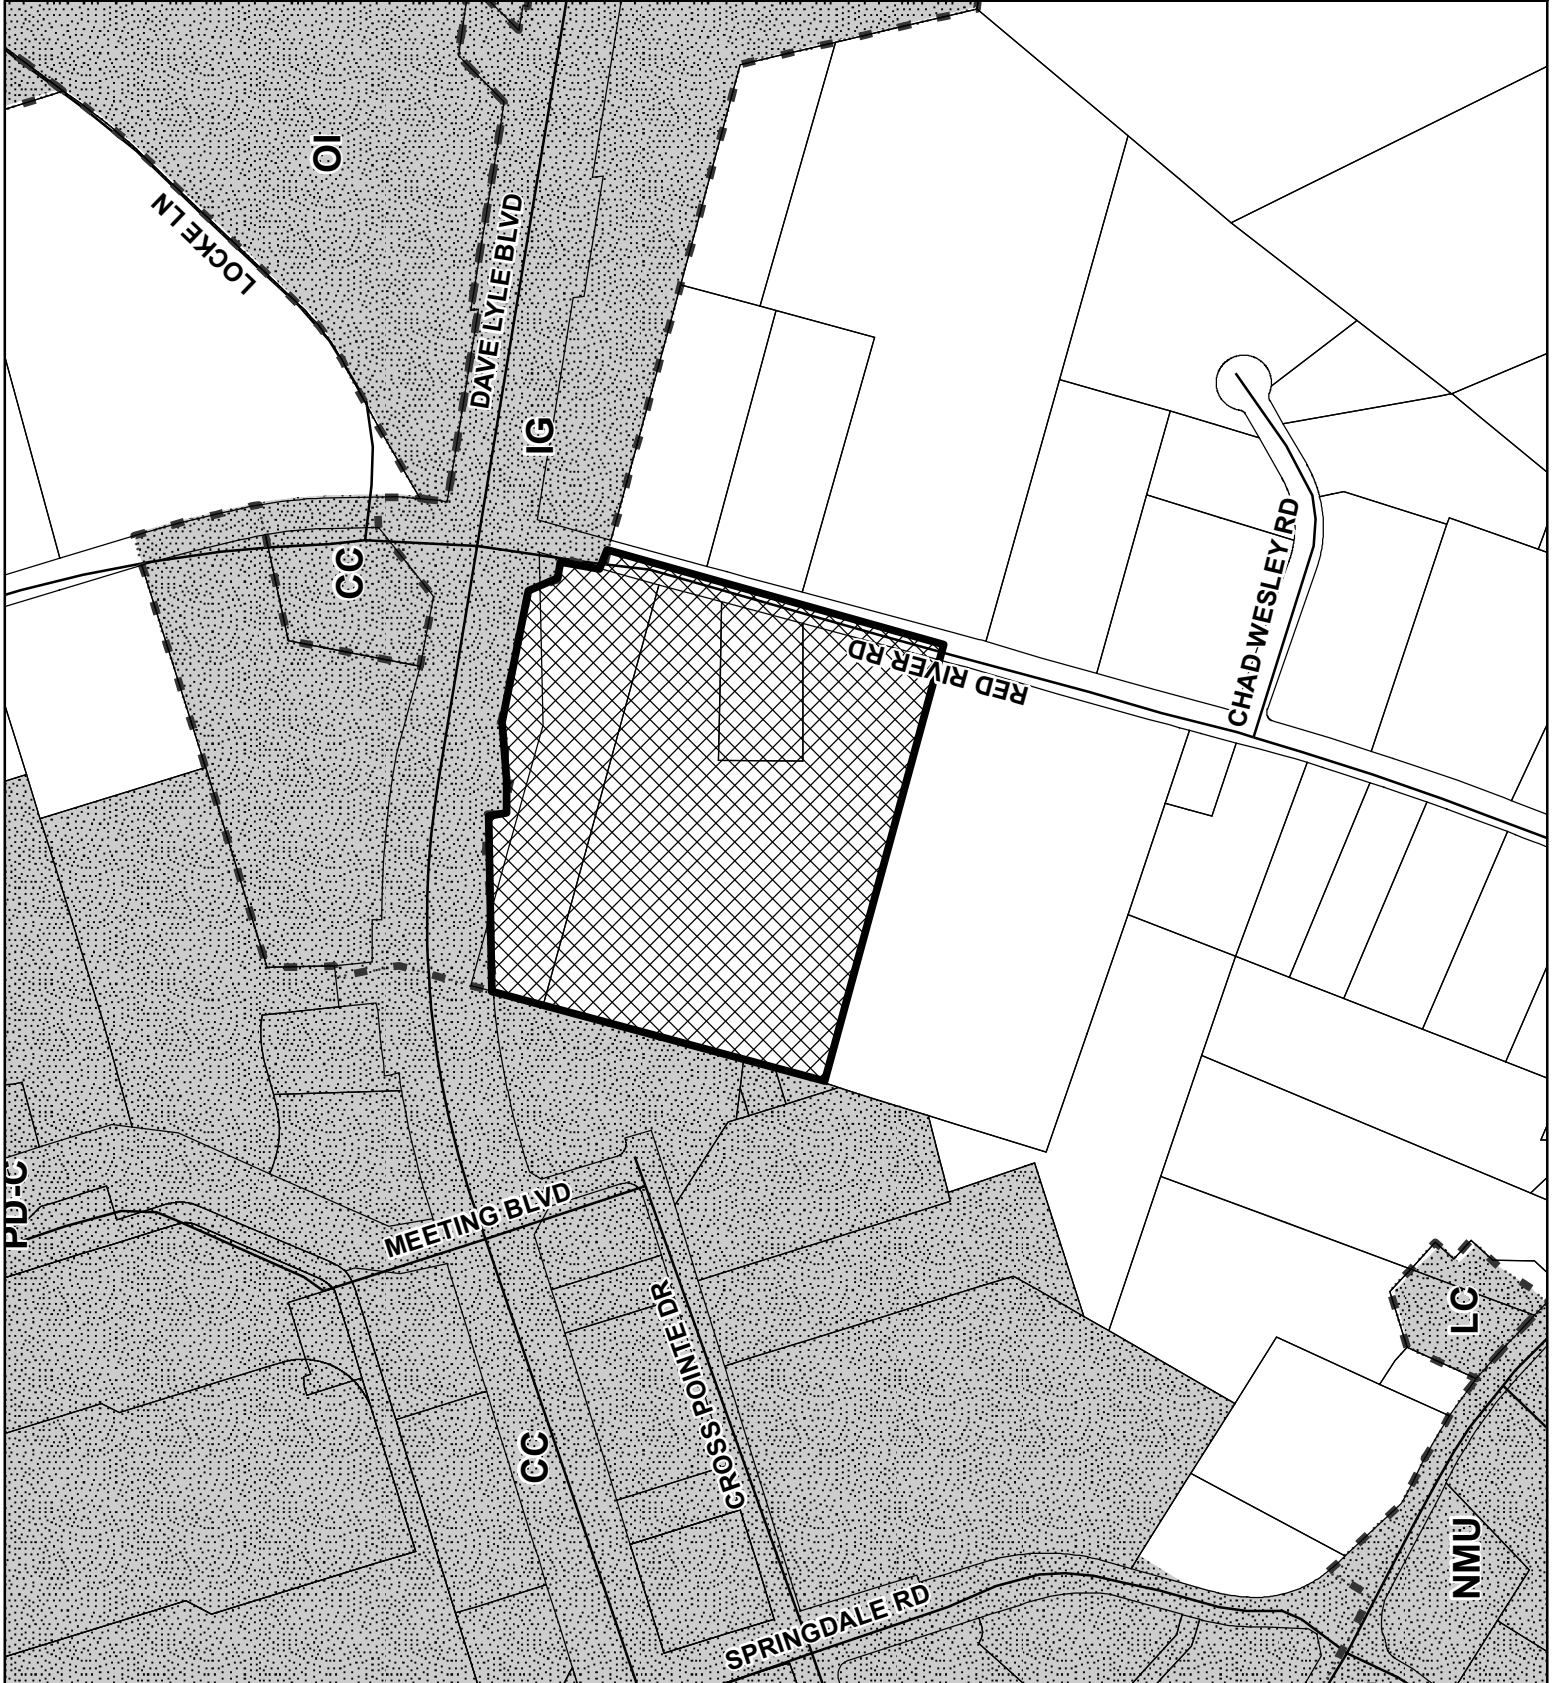 OI
LOCKE LN
DAVE LYLE BLVD
IG
CC
RED RIVER RD
CHAD WESLEY RD
PD-C
MEETING BLVD
CROSS POINTE DR
LC
CC
NMU
SPRINGDALE RD